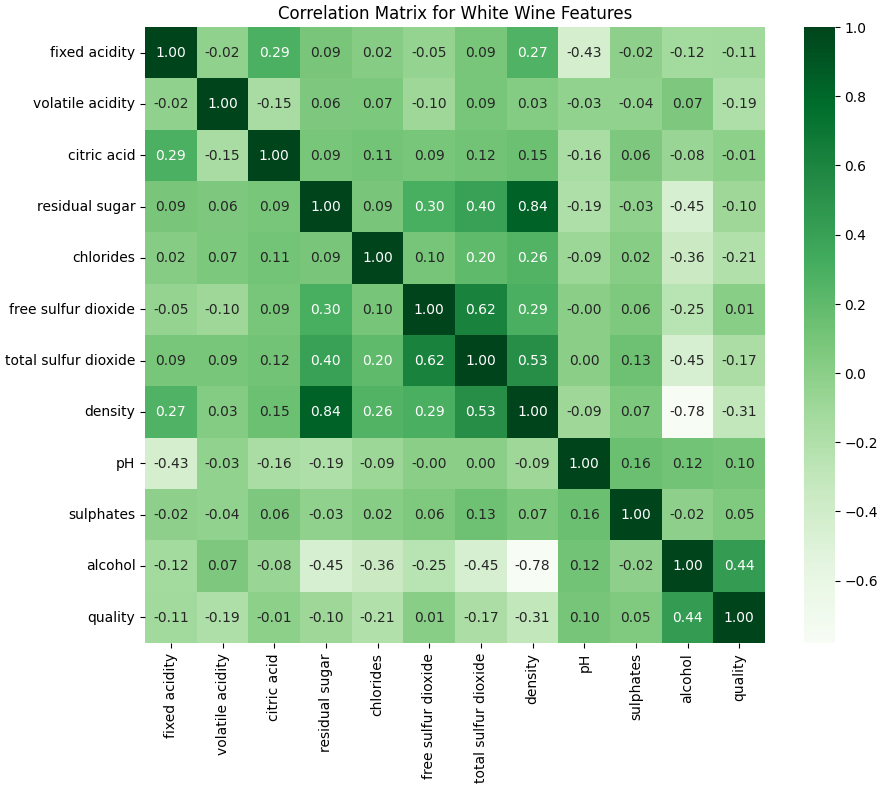 Correlation Matrix for White Wine Features
fixed acidity 1.00 -0.02 0.29 0.09 0.02 -0.05 0.09 0.27 -0.43 -0.02 -0.12 -0.11
volatile acidity -0.02 1.00 -0.15 0.06 0.07 -0.10 0.09 0.03 -0.03 -0.04 0.07 -0.19
citric acid 0.29 -0.15 1.00 0.09 0.11 0.09 0.12 0.15 -0.16 0.06 -0.08 -0.01
residual sugar 0.09 0.06 0.09 1.00 0.09 0.30 0.40 0.84 -0.19 -0.03 -0.45 -0.10
chlorides 0.02 0.07 0.11 0.09 1.00 0.10 0.20 0.26 -0.09 0.02 -0.36 -0.21
free sulfur dioxide -0.05 -0.10 0.09 0.30 0.10 1.00 0.62 0.29 -0.00 0.06 -0.25 0.01
total sulfur dioxide 0.09 0.09 0.12 0.40 0.20 0.62 1.00 0.53 0.00 0.13 -0.45 -0.17
density 0.27 0.03 0.15 0.84 0.26 0.29 0.53 1.00 -0.09 0.07 -0.78 -0.31
pH -0.43 -0.03 -0.16 -0.19 -0.09 -0.00 0.00 -0.09 1.00 0.16 0.12 0.10
sulphates -0.02 -0.04 0.06 -0.03 0.02 0.06 0.13 0.07 0.16 1.00 -0.02 0.05
alcohol -0.12 0.07 -0.08 -0.45 -0.36 -0.25 -0.45 -0.78 0.12 -0.02 1.00 0.44
quality -0.11 -0.19 -0.01 -0.10 -0.21 0.01 -0.17 -0.31 0.10 0.05 0.44 1.00
fixed acidity
volatile acidity
citric acid
residual sugar
chlorides
free sulfur dioxide
total sulfur dioxide
density
pH
sulphates
alcohol
quality
1.0
0.8
0.6
0.4
0.2
0.0
−0.2
−0.4
−0.6